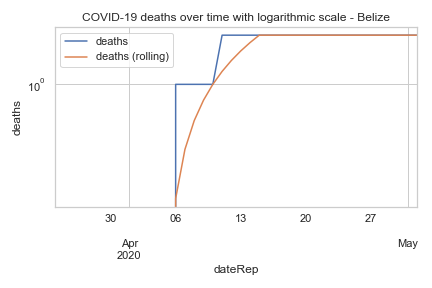 COVID-19 deaths over time with logarithmic scale - Belize
deaths
deaths (rolling)
10^0
deaths
30 06 13 20 27
Apr May
2020
dateRep